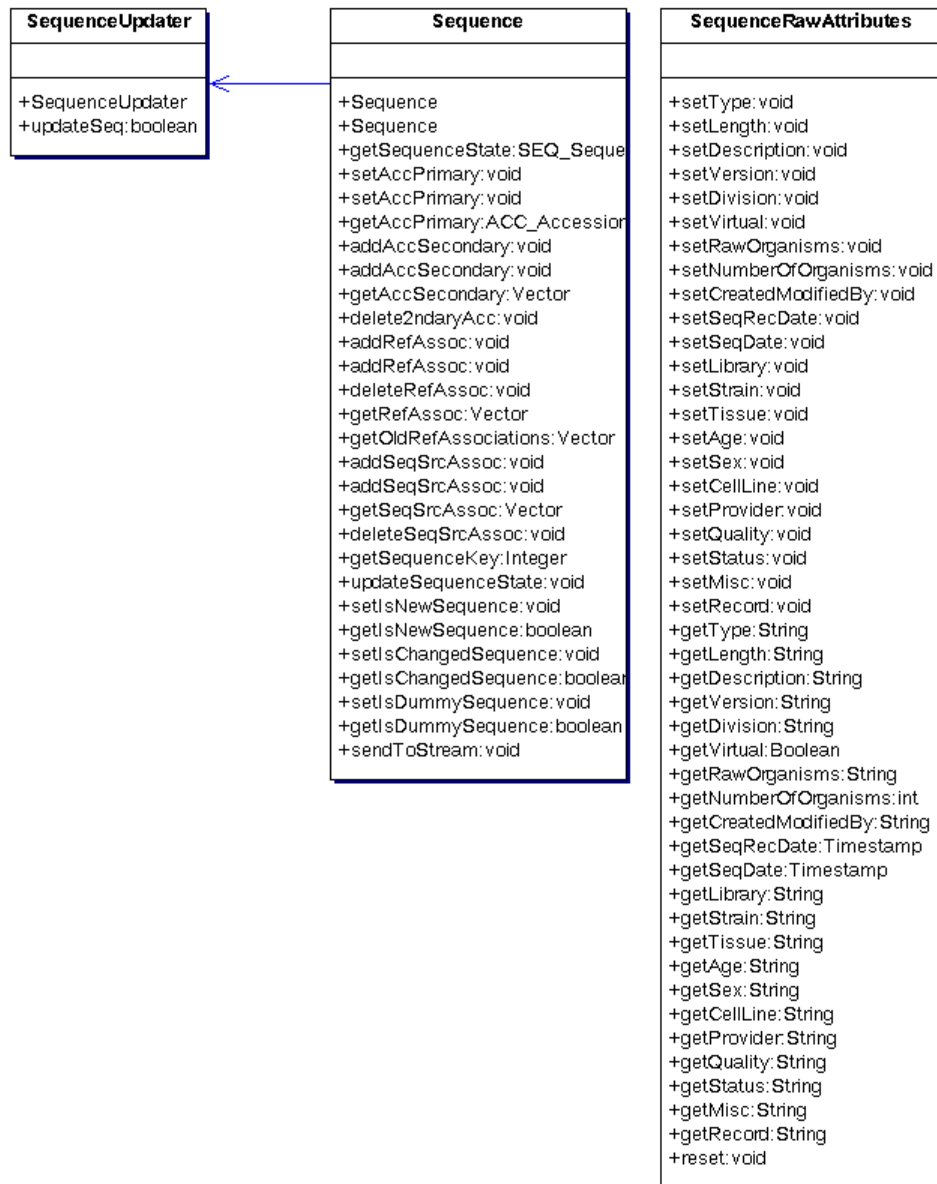 SequenceUpdater
+SequenceUpdater
+updateSeq:boolean
Sequence
+Sequence
+Sequence
+getSequenceState:SEQ_Seque
+setAccPrimary:void
+setAccPrimary:void
+getAccPrimary:ACC_Accession
+addAccSecondary:void
+addAccSecondary:void
+getAccSecondary:Vector
+delete2ndaryAcc:void
+addRefAssoc:void
+addRefAssoc:void
+deleteRefAssoc:void
+getRefAssoc:Vector
+getOldRefAssociations:Vector
+addSeqSrcAssoc:void
+addSeqSrcAssoc:void
+getSeqSrcAssoc:Vector
+deleteSeqSrcAssoc:void
+getSequenceKey:Integer
+updateSequenceState:void
+setIsNewSequence:void
+getIsNewSequence:boolean
+setIsChangedSequence:void
+getIsChangedSequence:boolean
+setIsDummySequence:void
+getIsDummySequence:boolean
+sendToStream:void
SequenceRawAttributes
+setType:void
+setLength:void
+setDescription:void
+setVersion:void
+setDivision:void
+setVirtual:void
+setRawOrganisms:void
+setNumberOfOrganisms:void
+setCreatedModifiedBy:void
+setSeqRecDate:void
+setSeqDate:void
+setLibrary:void
+setStrain:void
+setTissue:void
+setAge:void
+setSex:void
+setCellLine:void
+setProvider:void
+setQuality:void
+setStatus:void
+setMisc:void
+setRecord:void
+getType:String
+getLength:String
+getDescription:String
+getVersion:String
+getDivision:String
+getVirtual:Boolean
+getRawOrganisms:String
+getNumberOfOrganisms:int
+getCreatedModifiedBy:String
+getSeqRecDate:Timestamp
+getSeqDate:Timestamp
+getLibrary:String
+getStrain:String
+getTissue:String
+getAge:String
+getSex:String
+getCellLine:String
+getProvider:String
+getQuality:String
+getStatus:String
+getMisc:String
+getRecord:String
+reset:void